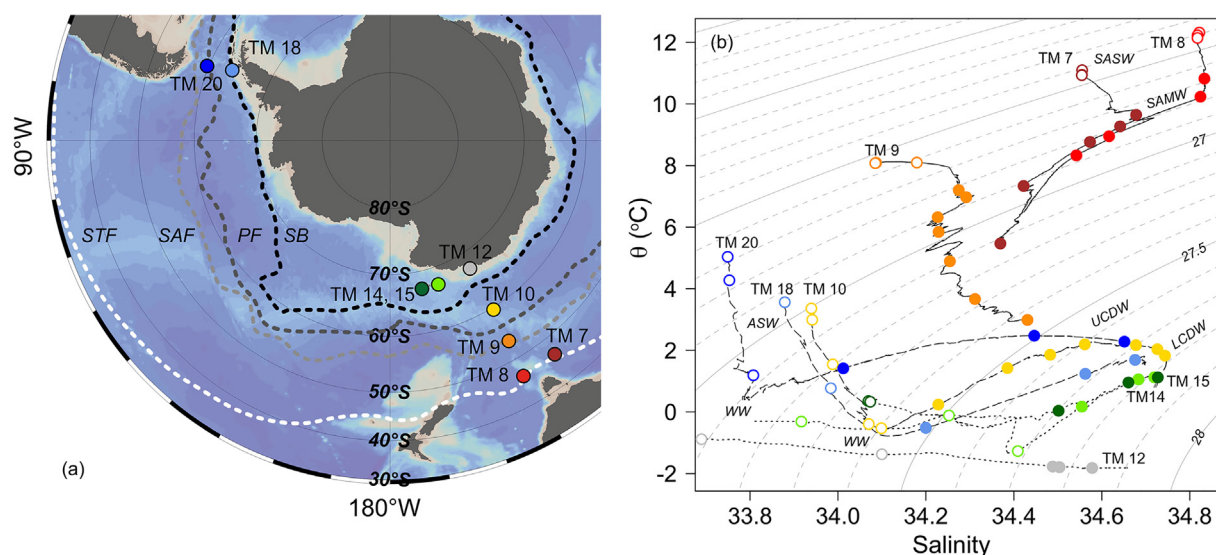 TM 18
TM 20
90°W
80°S
STF SAF PF SB
TM 12
70°S
TM 14, 15
TM 10
60°S
TM 9
TM 7
50°S
TM 8
40°S
(a)
30°S
180°W
(b)
12
TM 8
TM 7
SASW
10
SAMW
27
TM 9
8
θ (°C)
6
TM 20
27.5
4
TM 18
TM 10
UCDW
ASW
LCDW
2
TM 15
TM14
WW
0
WW
28
TM 12
-2
33.8 34.0 34.2 34.4 34.6 34.8
Salinity